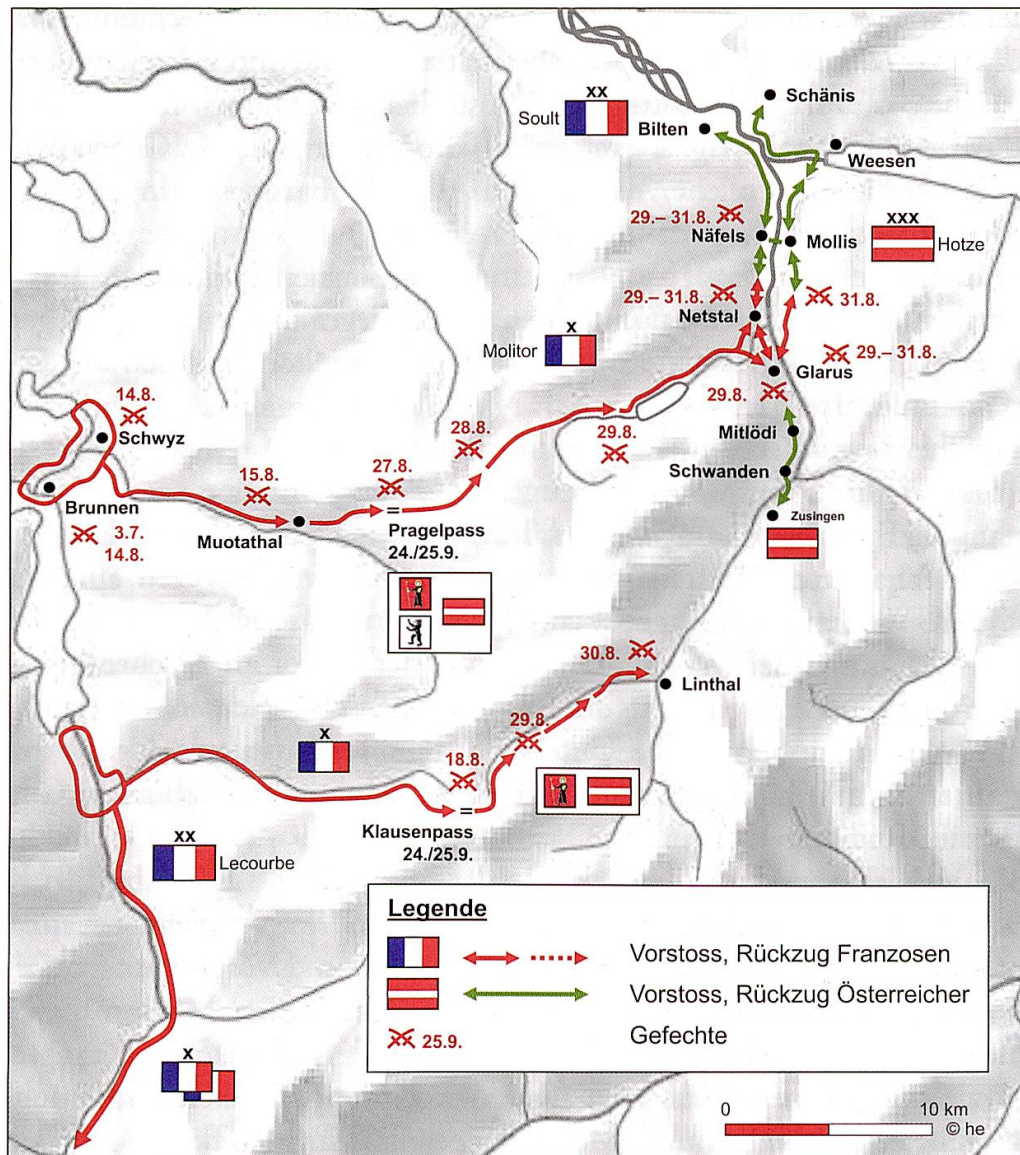 XX
Soult
Bilten
Schänis
Weesen
29.– 31.8.
Näfels
Mollis
XXX
Hotze
29.– 31.8.
Netstal
31.8.
X
Molitor
29.– 31.8.
Glarus
29.8.
14.8.
Schwyz
28.8.
29.8.
Mitlödi
15.8.
27.8.
Schwanden
Brunnen
3.7.
14.8.
Muotathal
=
Pragelpass
24./25.9.
Zusingen
30.8.
Linthal
X
29.8.
18.8.
=
Klausenpass
24./25.9.
XX
Lecourbe
Legende
Vorstoss, Rückzug Franzosen
Vorstoss, Rückzug Österreicher
25.9.
Gefechte
X
0
10 km
© he